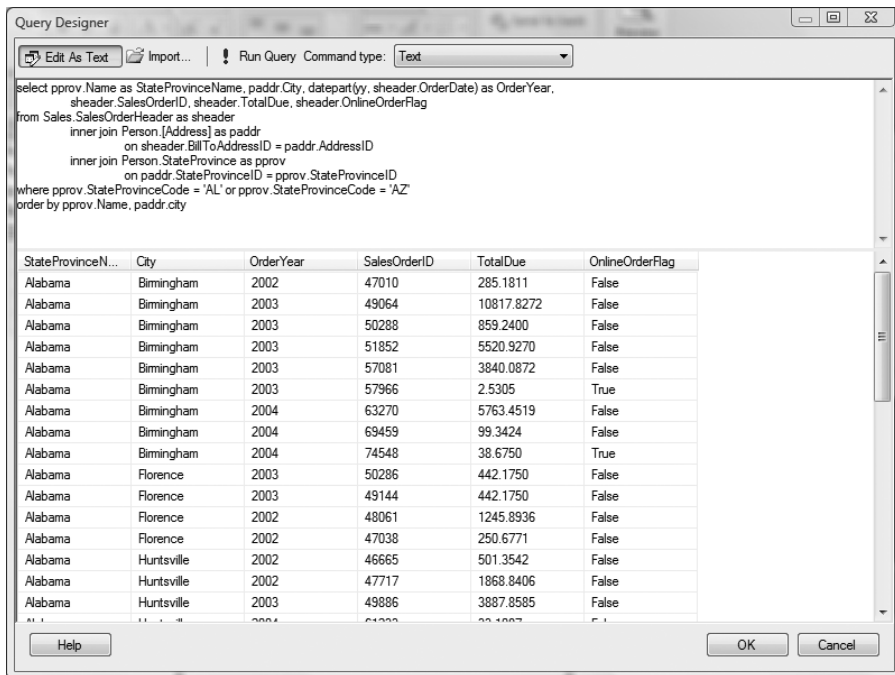 Query Designer
Edit As Text Import... Run Query Command type: Text
select pprov.Name as StateProvinceName, paddr.City, datepart(yy, sheader.OrderDate) as OrderYear,
sheader.SalesOrderID, sheader.TotalDue, sheader.OnlineOrderFlag
from Sales.SalesOrderHeader as sheader
inner join Person.[Address] as paddr
on sheader.BillToAddressID = paddr.AddressID
inner join Person.StateProvince as pprov
on paddr.StateProvinceID = pprov.StateProvinceID
where pprov.StateProvinceCode = 'AL' or pprov.StateProvinceCode = 'AZ'
order by pprov.Name, paddr.city
StateProvinceN... City OrderYear SalesOrderID TotalDue OnlineOrderFlag
Alabama Birmingham 2002 47010 285.1811 False
Alabama Birmingham 2003 49064 10817.8272 False
Alabama Birmingham 2003 50288 859.2400 False
Alabama Birmingham 2003 51852 5520.9270 False
Alabama Birmingham 2003 57081 3840.0872 False
Alabama Birmingham 2003 57966 2.5305 True
Alabama Birmingham 2004 63270 5763.4519 False
Alabama Birmingham 2004 69459 99.3424 False
Alabama Birmingham 2004 74548 38.6750 True
Alabama Florence 2003 50286 442.1750 False
Alabama Florence 2003 49144 442.1750 False
Alabama Florence 2002 48061 1245.8936 False
Alabama Florence 2002 47038 250.6771 False
Alabama Huntsville 2002 46665 501.3542 False
Alabama Huntsville 2002 47717 1868.8406 False
Alabama Huntsville 2003 49886 3887.8585 False
Help OK Cancel